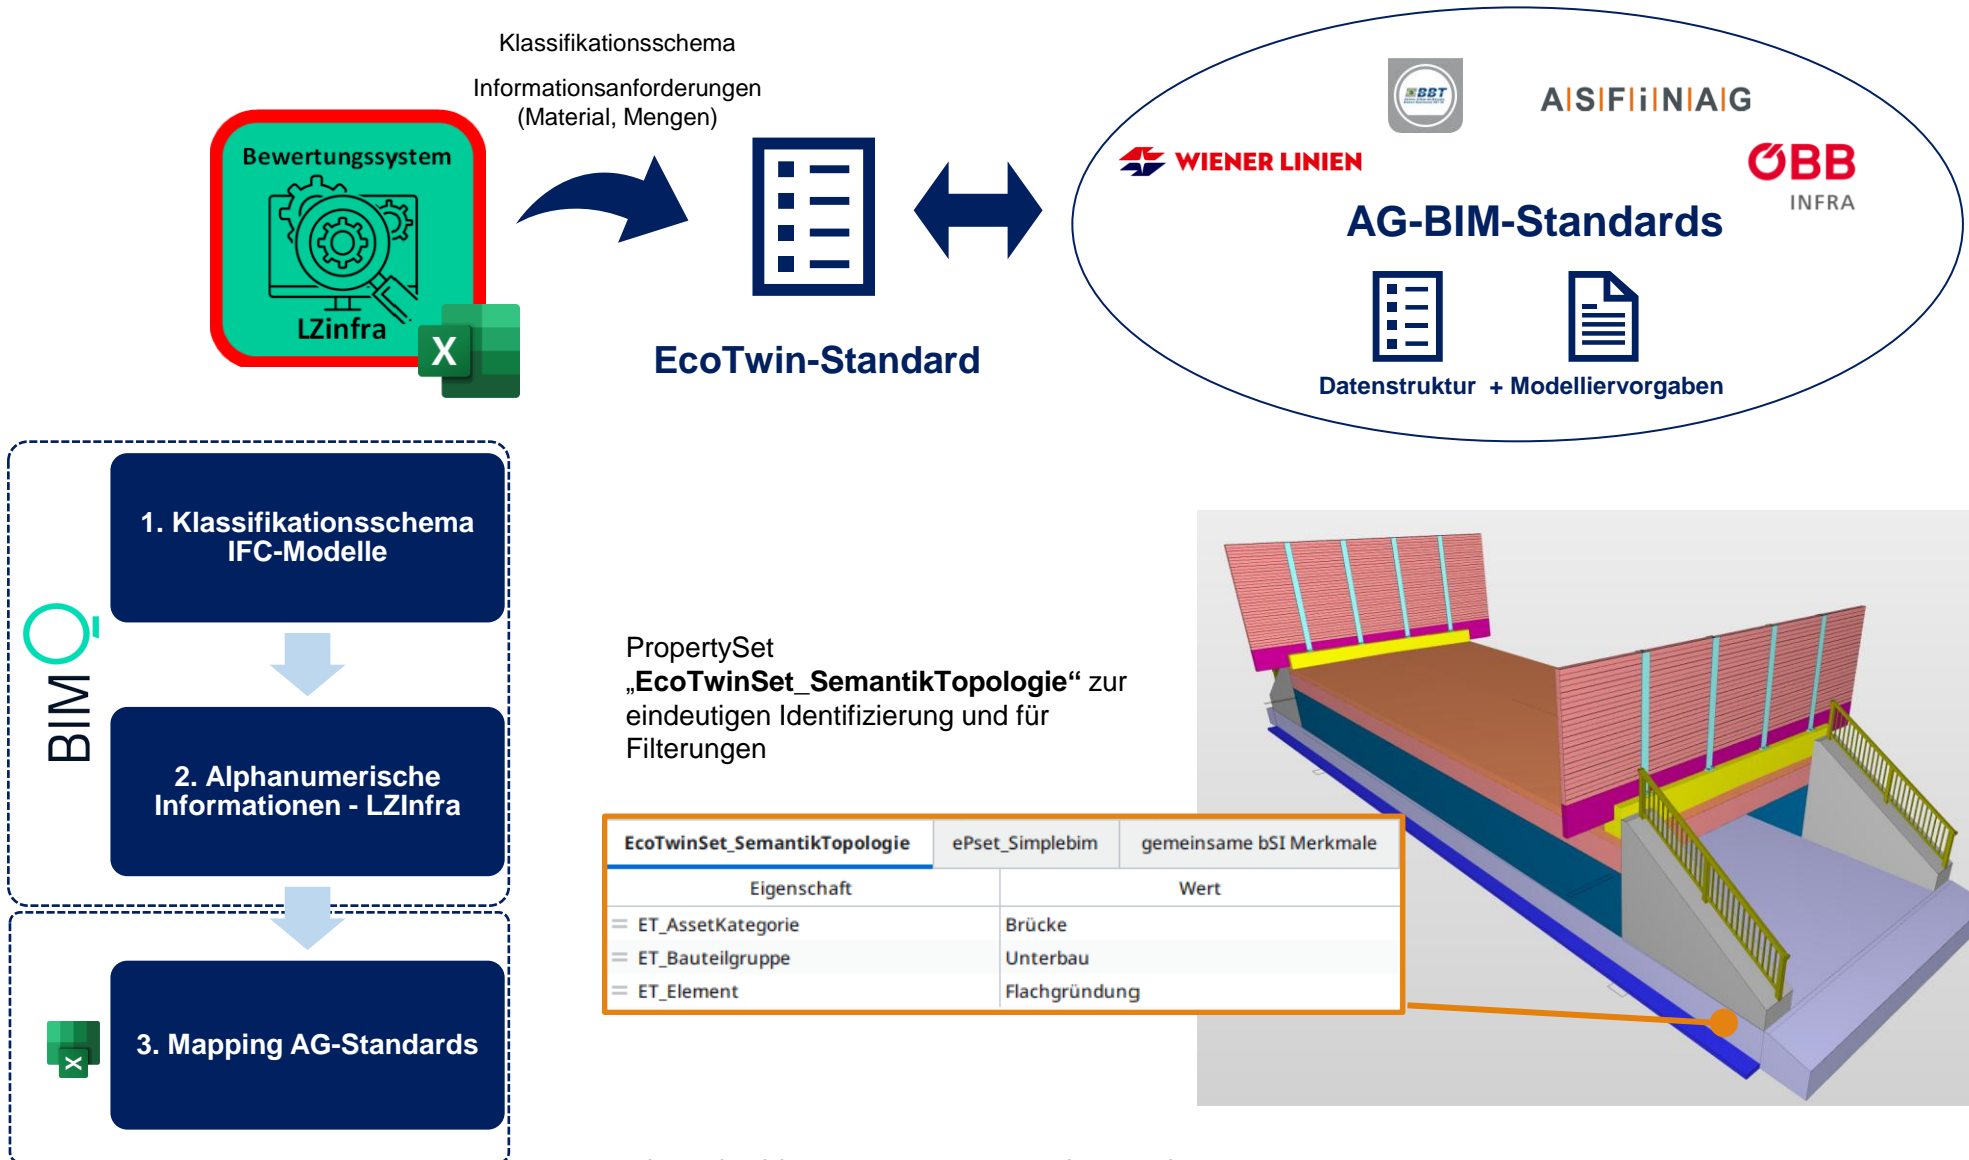 Klassifikationsschema
Informationsanforderungen
(Material, Mengen)
Bewertungssystem
LZinfra
X
EcoTwin-Standard
BBT
A|S|F|i|N|A|G
WIENER LINIEN
ÖBB
INFRA
AG-BIM-Standards
Datenstruktur + Modelliervorgaben
BIMQ
1. Klassifikationsschema
IFC-Modelle
2. Alphanumerische
Informationen - LZInfra
X
3. Mapping AG-Standards
PropertySet
„EcoTwinSet_SemantikTopologie“ zur
eindeutigen Identifizierung und für
Filterungen
EcoTwinSet_SemantikTopologie ePset_Simplebim gemeinsame bSI Merkmale
Eigenschaft Wert
ET_AssetKategorie Brücke
ET_Bauteilgruppe Unterbau
ET_Element Flachgründung